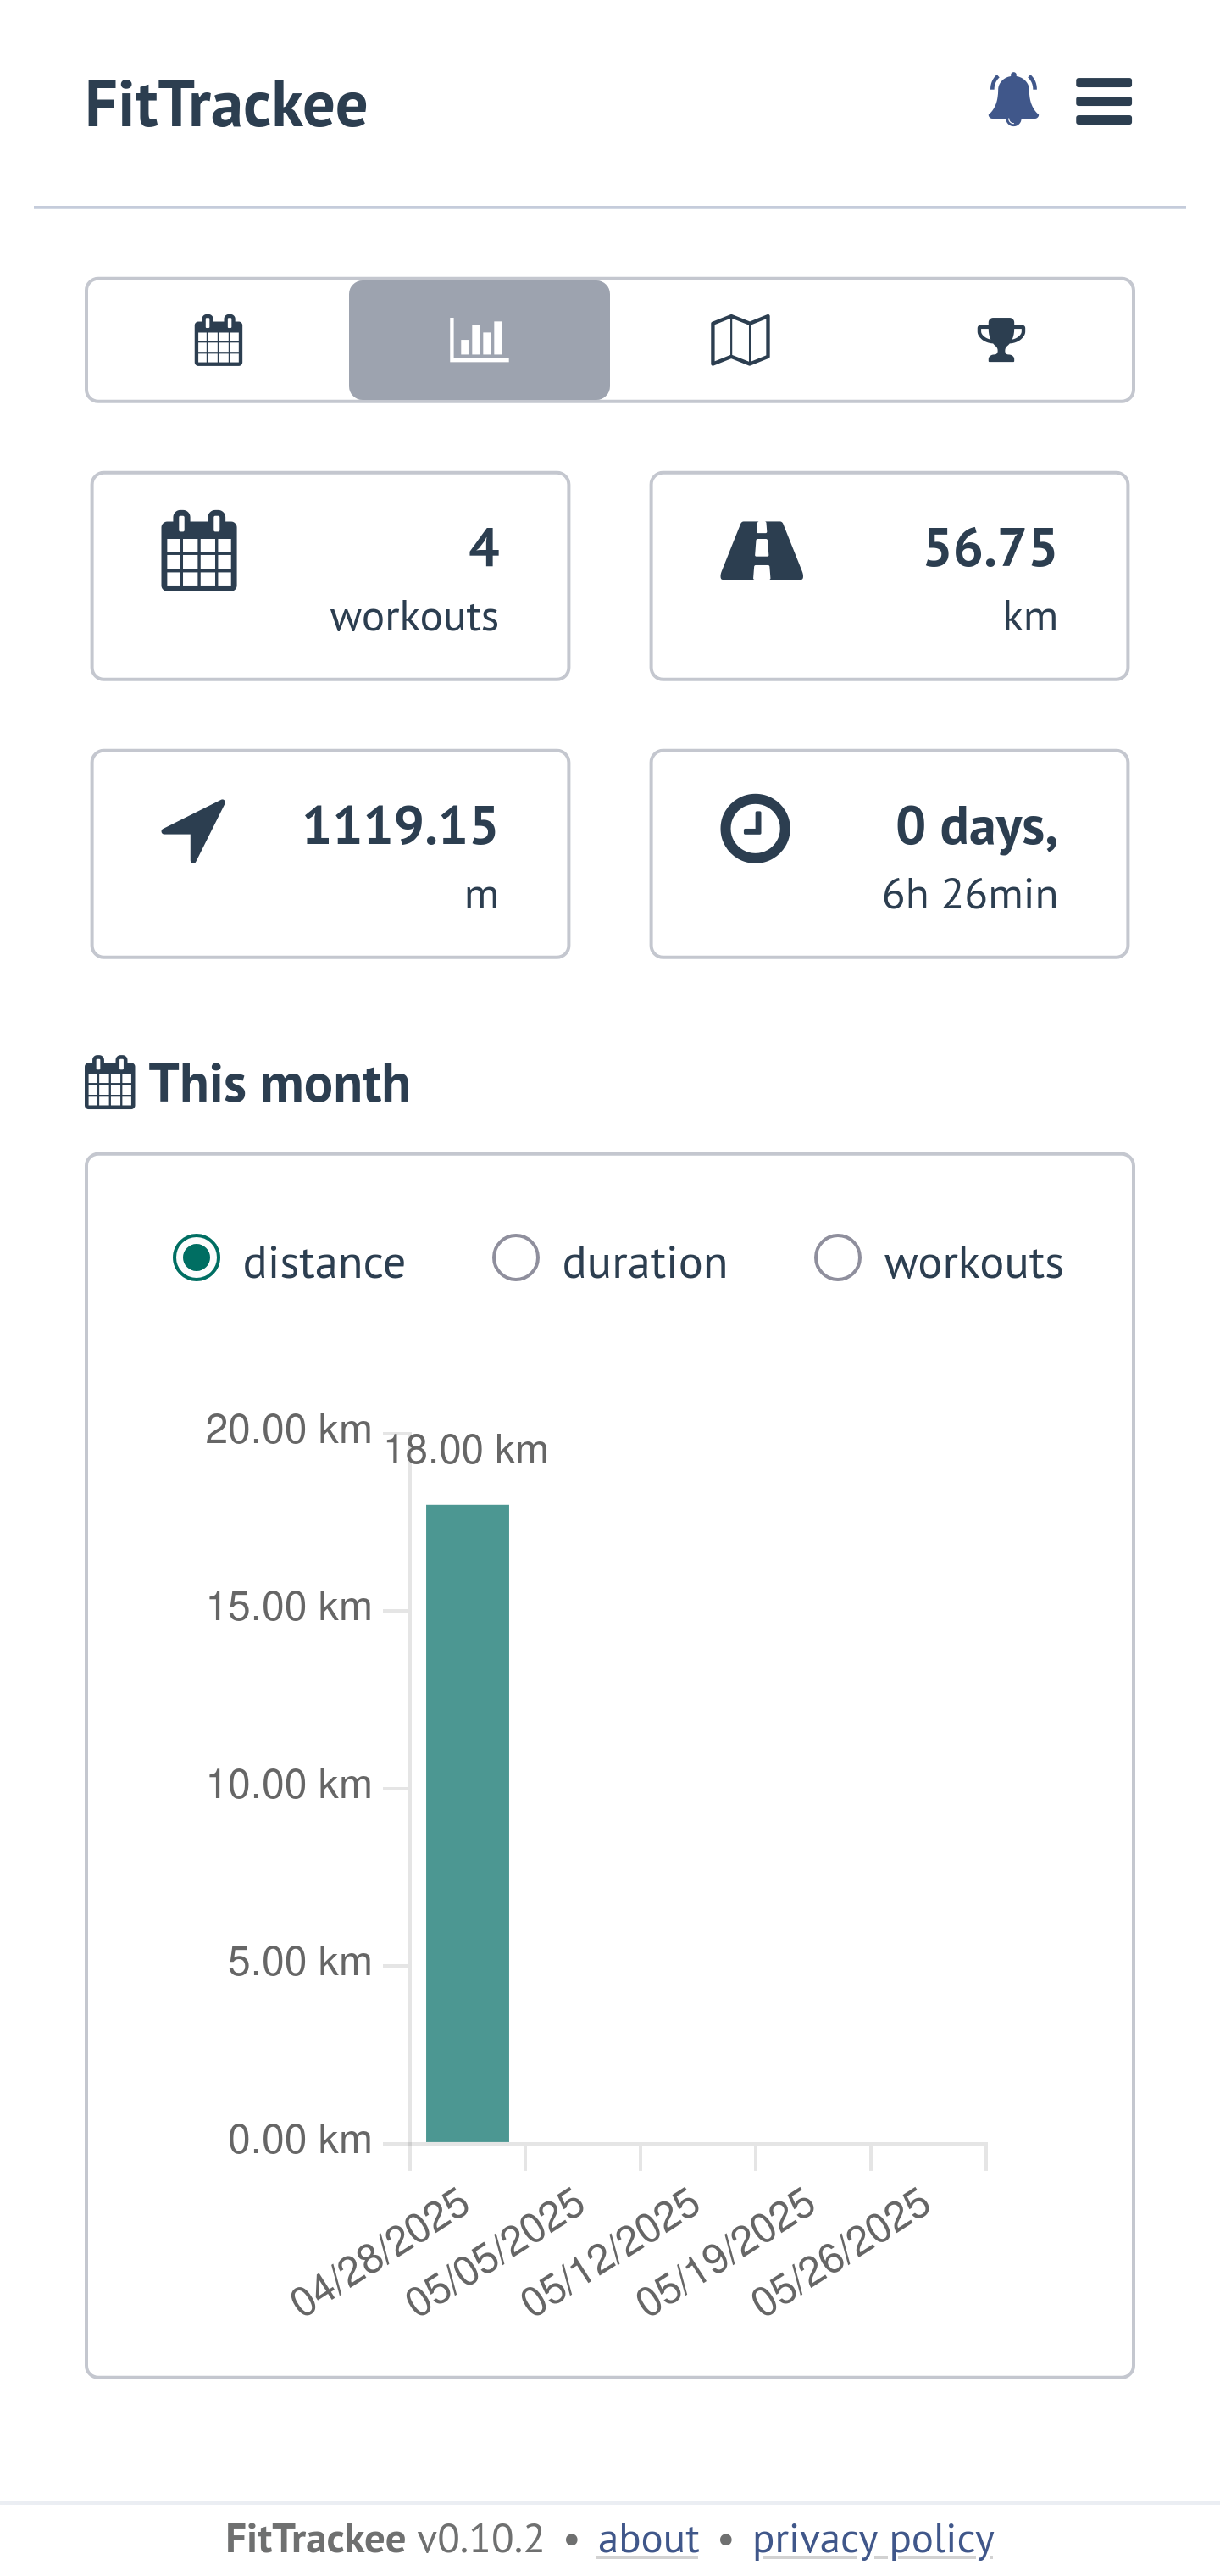 FitTrackee
4
workouts
56.75
km
1119.15
m
0 days,
6h 26min
This month
distance duration workouts
20.00 km
18.00 km
15.00 km
10.00 km
5.00 km
0.00 km
04/28/2025
05/05/2025
05/12/2025
05/19/2025
05/26/2025
FitTrackee v0.10.2 • about • privacy policy